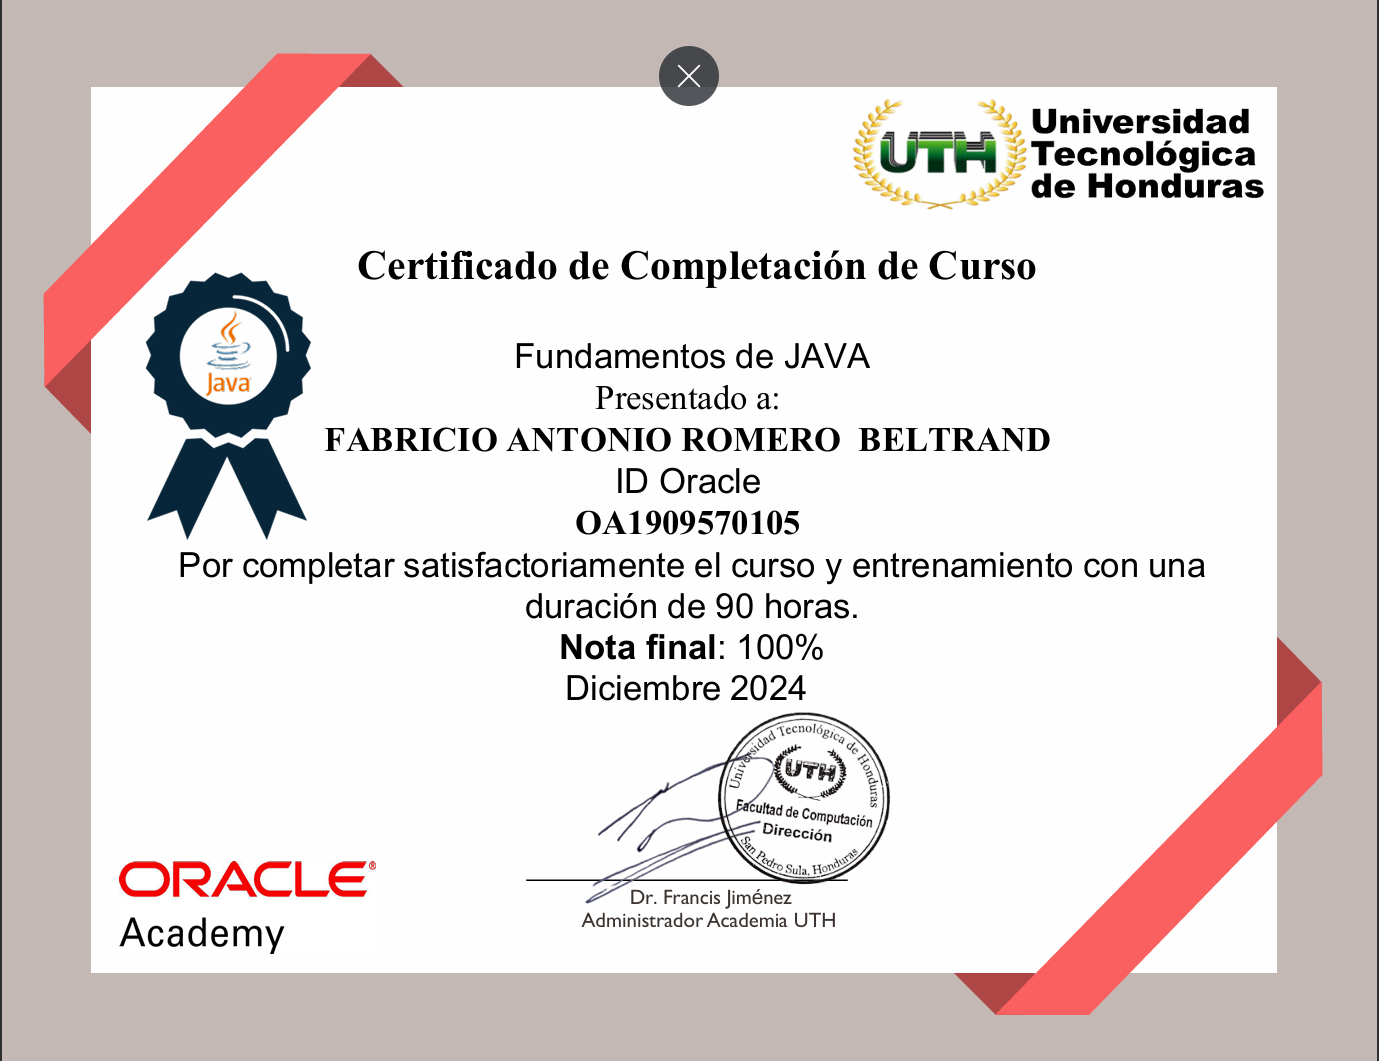 UTH
Universidad
Tecnológica
de Honduras
Certificado de Completación de Curso
Java
Fundamentos de JAVA
Presentado a:
FABRICIO ANTONIO ROMERO BELTRAND
ID Oracle
OA1909570105
Por completar satisfactoriamente el curso y entrenamiento con una
duración de 90 horas.
Nota final: 100%
Diciembre 2024
Universidad Tecnológica de Honduras
UTH
Facultad de Computación
Dirección
San Pedro Sula, Honduras
Dr. Francis Jiménez
Administrador Academia UTH
ORACLE®
Academy